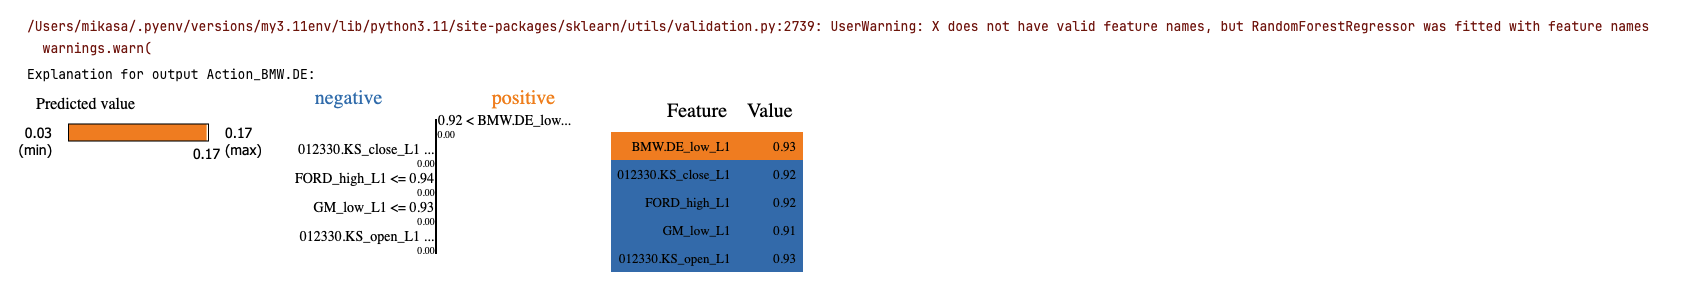 /Users/mikasa/.pyenv/versions/my3.11env/lib/python3.11/site-packages/sklearn/utils/validation.py:2739: UserWarning: X does not have valid feature names, but RandomForestRegressor was fitted with feature names
warnings.warn(
Explanation for output Action_BMW.DE:
Predicted value
0.03
(min)
0.17
(max)
0.17
negative
positive
0.92 < BMW.DE_low...
0.00
012330.KS_close_L1 ...
0.00
FORD_high_L1 <= 0.94
0.00
GM_low_L1 <= 0.93
0.00
012330.KS_open_L1 ...
0.00
Feature Value
BMW.DE_low_L1 0.93
012330.KS_close_L1 0.92
FORD_high_L1 0.92
GM_low_L1 0.91
012330.KS_open_L1 0.93